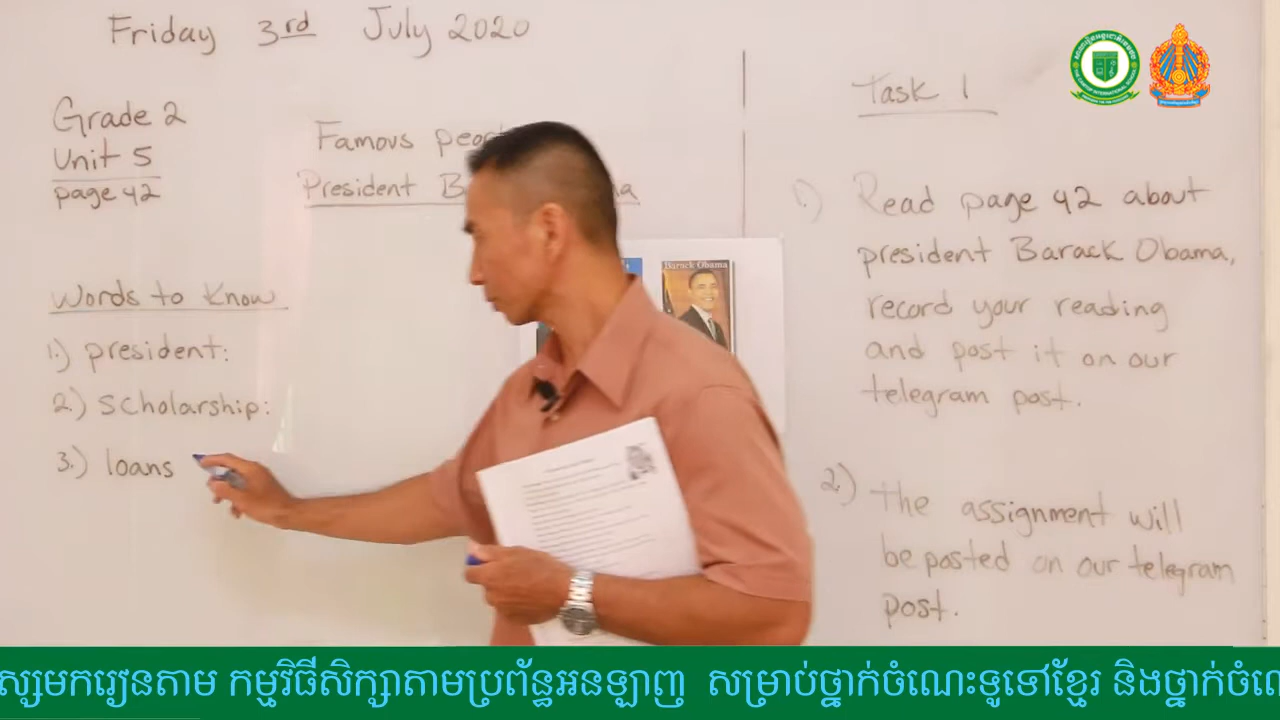 Friday 3rd July 2020
Grade 2
Unit 5
page 42
Famous peop
President B a
Words to Know
1.) president:
2.) Scholarship:
3.) loans
Barack Obama
Task 1
1.) Read page 42 about
president Barack Obama,
record your reading
and post it on our
telegram post.
2.) the assignment will
be posted on our telegram
post.
ស្សមករៀនតាម កម្មវិធីសិក្សាតាមប្រព័ន្ធអនឡាញ សម្រាប់ថ្នាក់ចំណេះទូទៅខ្មែរ និងថ្នាក់ចំណេ